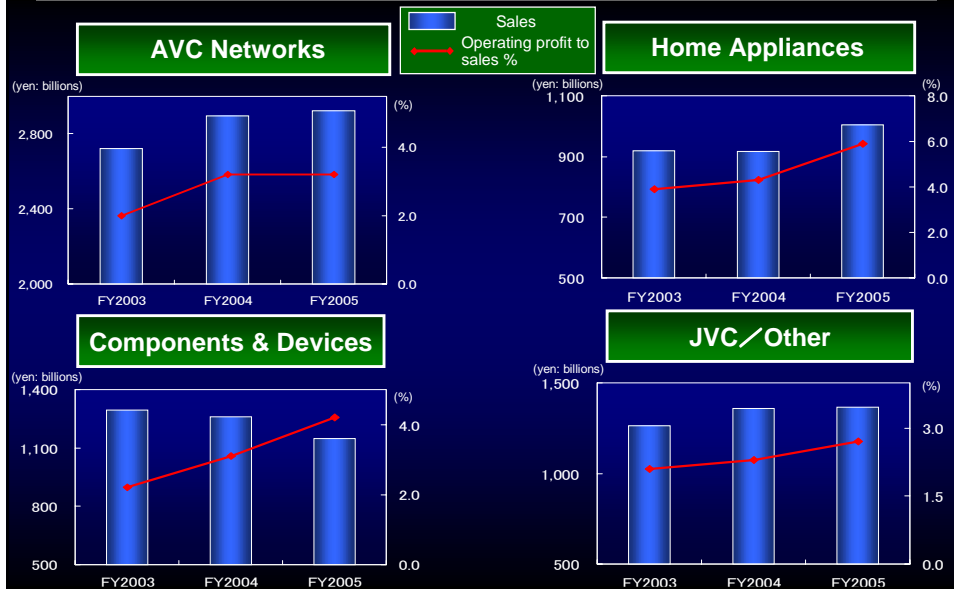 Sales
Operating profit to
sales %
AVC Networks
(yen: billions)
(%)
2,800
4.0
2,400
2.0
2,000
0.0
FY2003
FY2004
FY2005
Home Appliances
(yen: billions)
(%)
1,100
8.0
900
6.0
4.0
700
2.0
500
0.0
FY2003
FY2004
FY2005
Components & Devices
(yen: billions)
(%)
1,400
4.0
1,100
800
2.0
500
0.0
FY2003
FY2004
FY2005
JVC／Other
(yen: billions)
(%)
1,500
3.0
1,000
1.5
500
0.0
FY2003
FY2004
FY2005